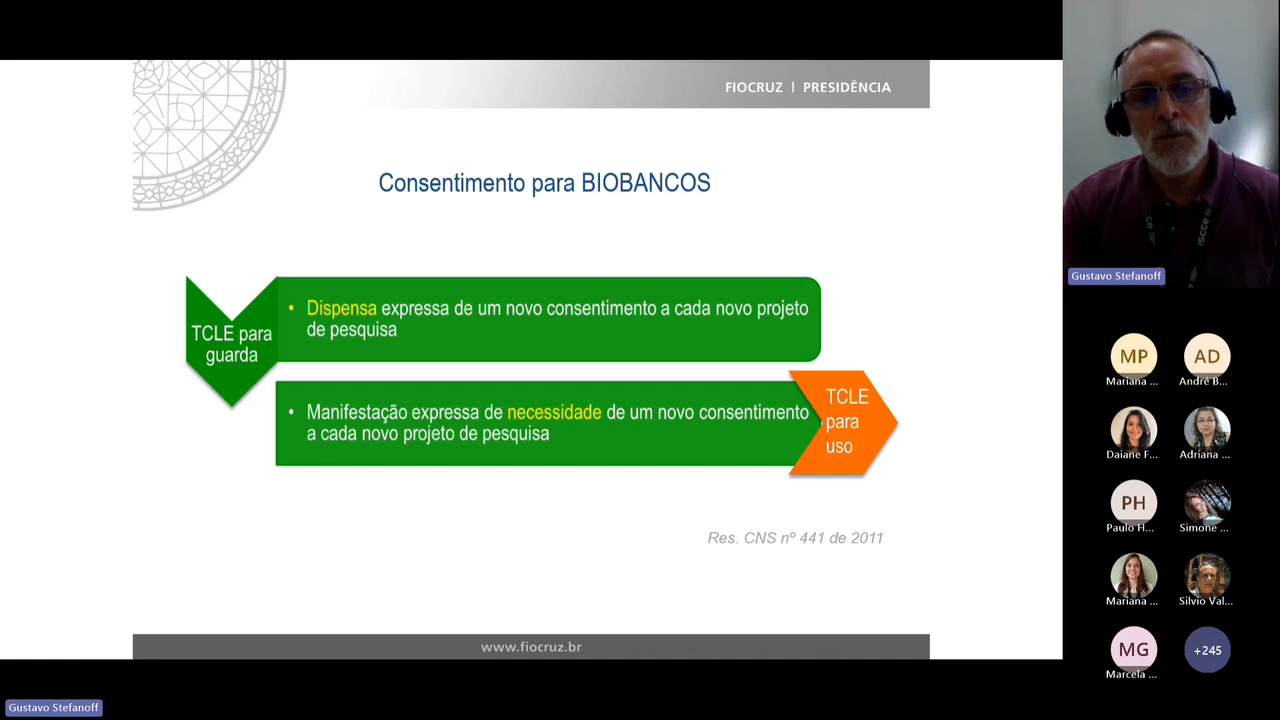 FIOCRUZ | PRESIDÊNCIA
Consentimento para BIOBANCOS
TCLE para
guarda
• Dispensa expressa de um novo consentimento a cada novo projeto
de pesquisa
• Manifestação expressa de necessidade de um novo consentimento
a cada novo projeto de pesquisa
TCLE
para
uso
Res. CNS nº 441 de 2011
www.fiocruz.br
Gustavo Stefanoff
iscte
Gustavo Stefanoff
MP
AD
Mariana ...
André B...
Daiane F...
Adriana ...
PH
Paulo H...
Simone ...
Mariana ...
Silvio Val...
MG
+245
Marcela ...